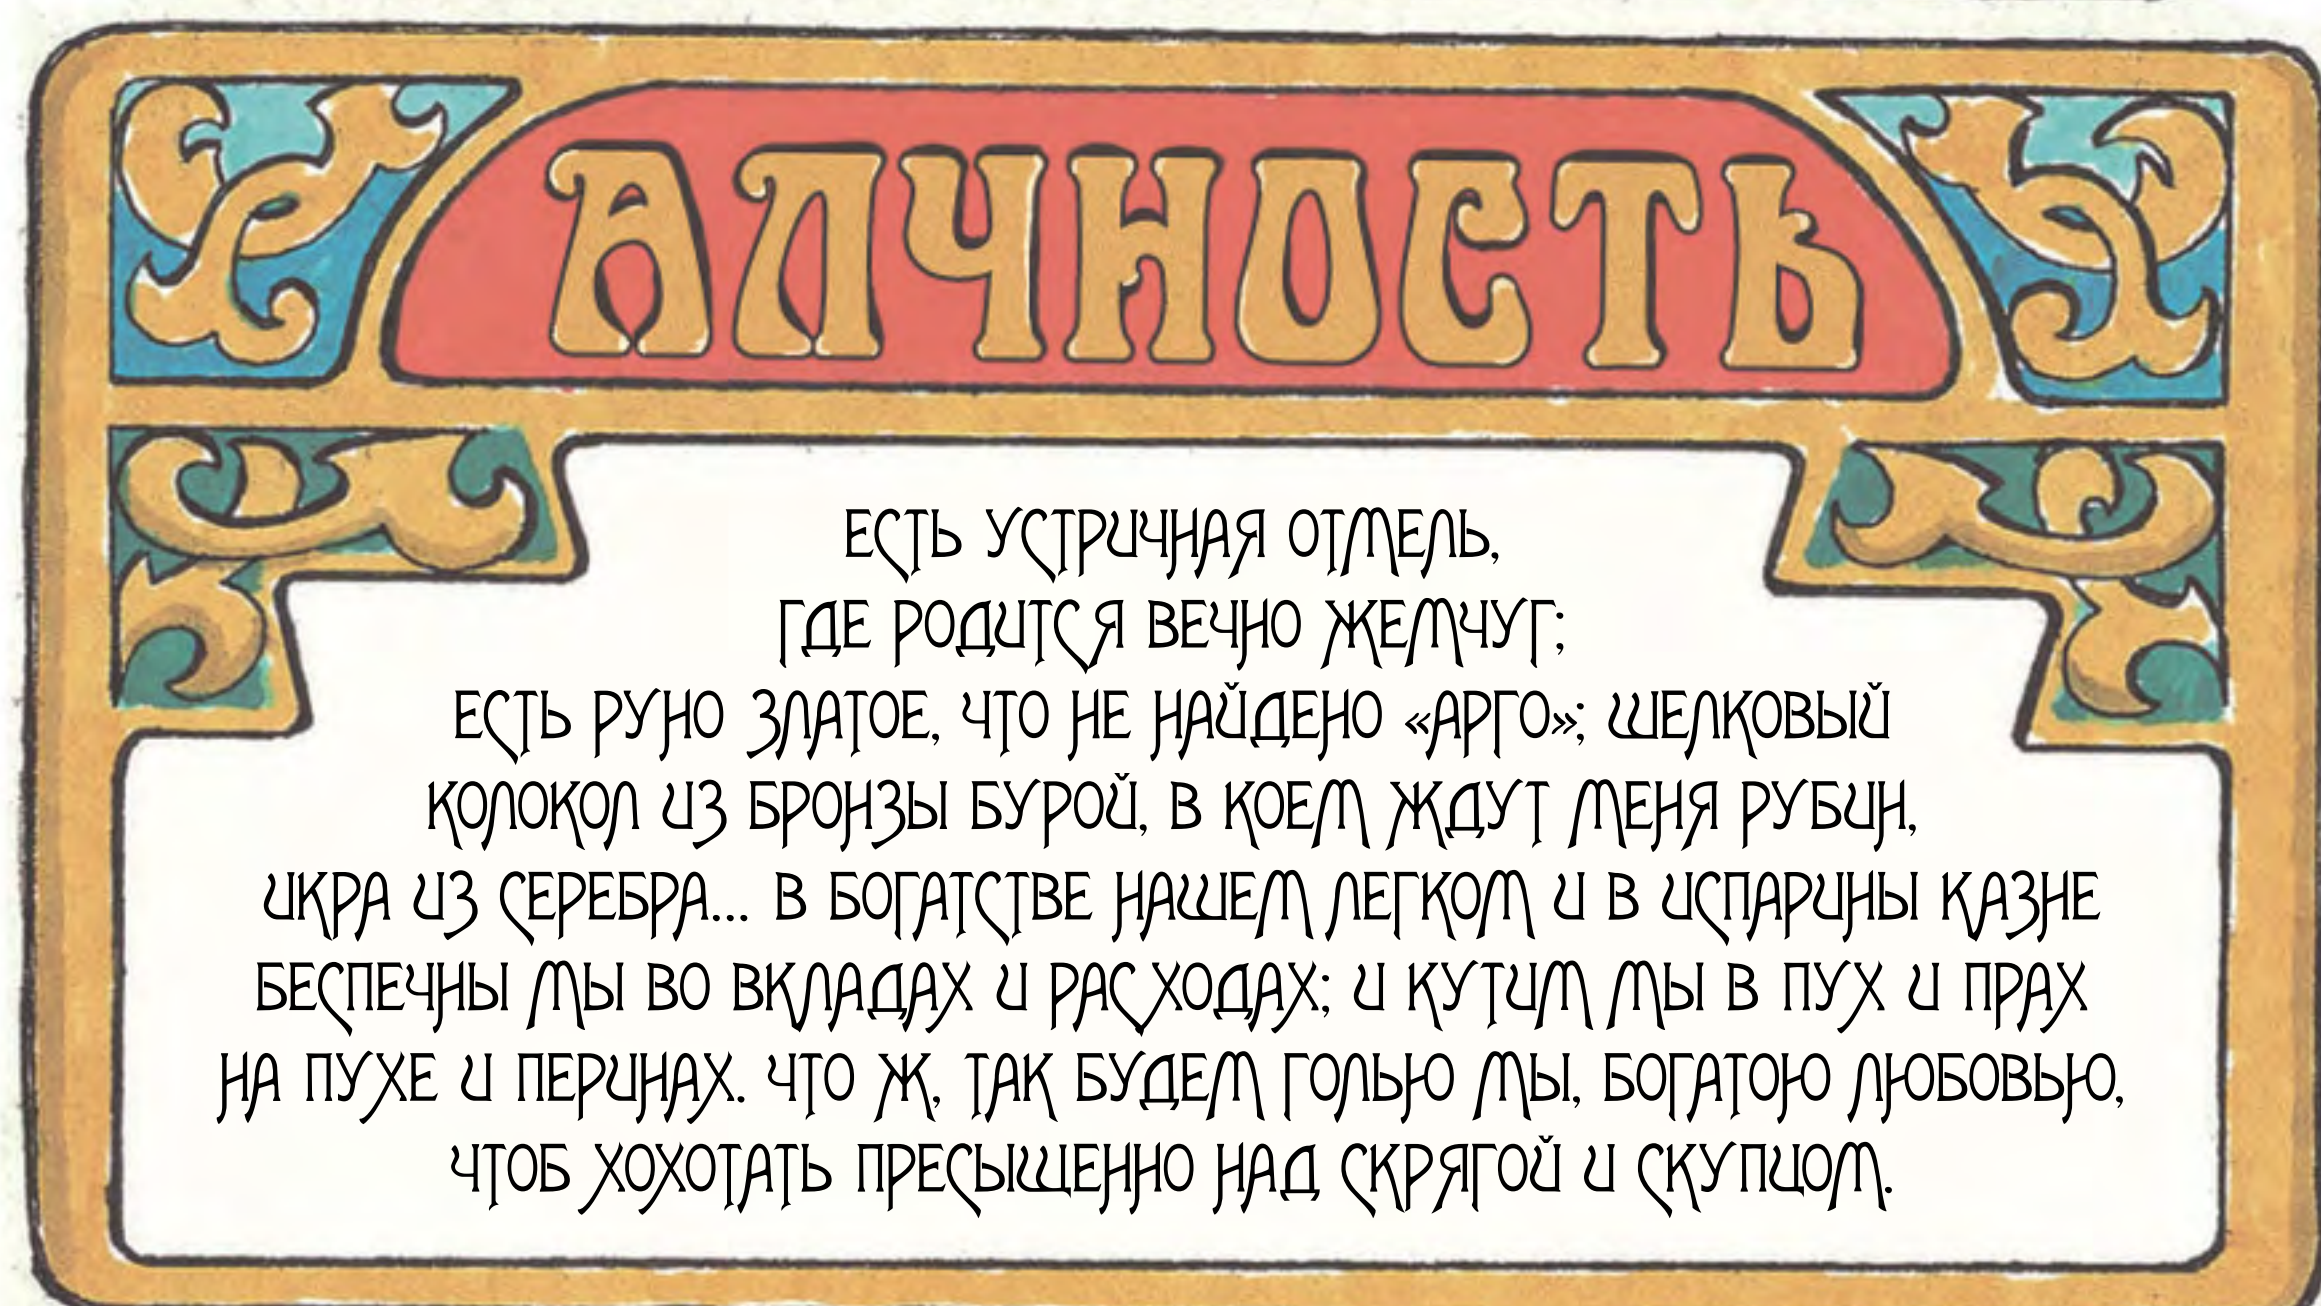 АЛЧНОСТЬ
ЕСТЬ УСТРИЧНАЯ ОТМЕЛЬ,
ГДЕ РОДИТСЯ ВЕЧНО ЖЕМЧУГ;
ЕСТЬ РУНО ЗЛАТОЕ, ЧТО НЕ НАЙДЕНО «АРГО»; ШЕЛКОВЫЙ
КОЛОКОЛ ИЗ БРОНЗЫ БУРОЙ, В КОЕМ ЖДУТ МЕНЯ РУБИН,
ИКРА ИЗ СЕРЕБРА... В БОГАТСТВЕ НАШЕМ ЛЕГКОМ И В ИСПАРИНЫ КАЗНЕ
БЕСПЕЧНЫ МЫ ВО ВКЛАДАХ И РАСХОДАХ; И КУТИМ МЫ В ПУХ И ПРАХ
НА ПУХЕ И ПЕРИНАХ. ЧТО Ж, ТАК БУДЕМ ГОЛЬЮ МЫ, БОГАТОЮ ЛЮБОВЬЮ,
ЧТОБ ХОХОТАТЬ ПРЕСЫЩЕННО НАД СКРЯГОЙ И СКУПЦОМ.